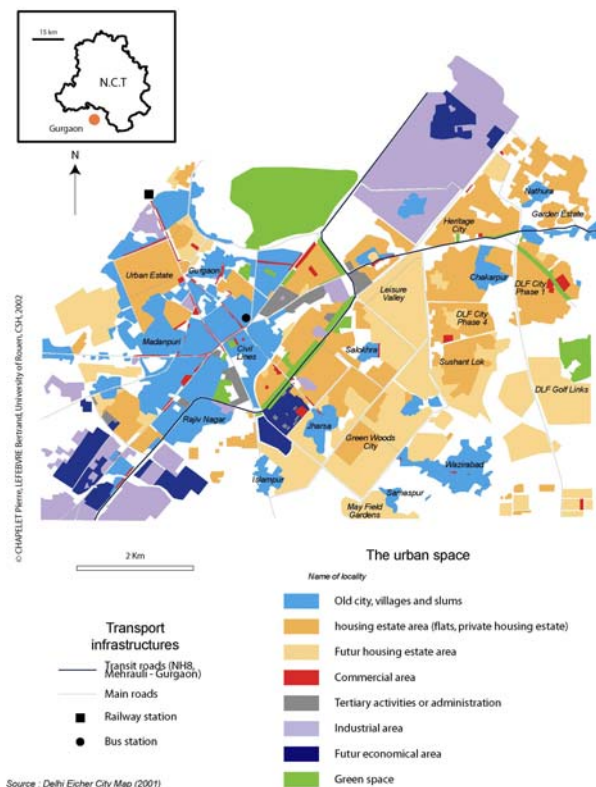 15 km
N.C.T
Gurgaon
N
Nathura
Heritage
City
Garden Estate
Urban Estate
Gurgaon
Leisure
Valley
Chakarpur
DLF City
Phase 1
Madanpuri
Civil
Lines
DLF City
Phase 4
Salokhra
Sushant Lok
DLF Golf Links
Rajiv Nagar
Jharsa
Green Woods
City
Wazirabad
Islampur
Samaspur
May Field
Gardens
© CHAPELET Pierre, LEFEBVRE Bertrand, University of Rouen, CSH, 2002
2 Km
The urban space
Name of locality
Old city, villages and slums
housing estate area (flats, private housing estate)
Futur housing estate area
Commercial area
Tertiary activities or administration
Industrial area
Futur economical area
Green space
Transport
infrastructures
Transit roads (NH8,
Mehrauli - Gurgaon)
Main roads
Railway station
Bus station
Source : Delhi Eicher City Map (2001)